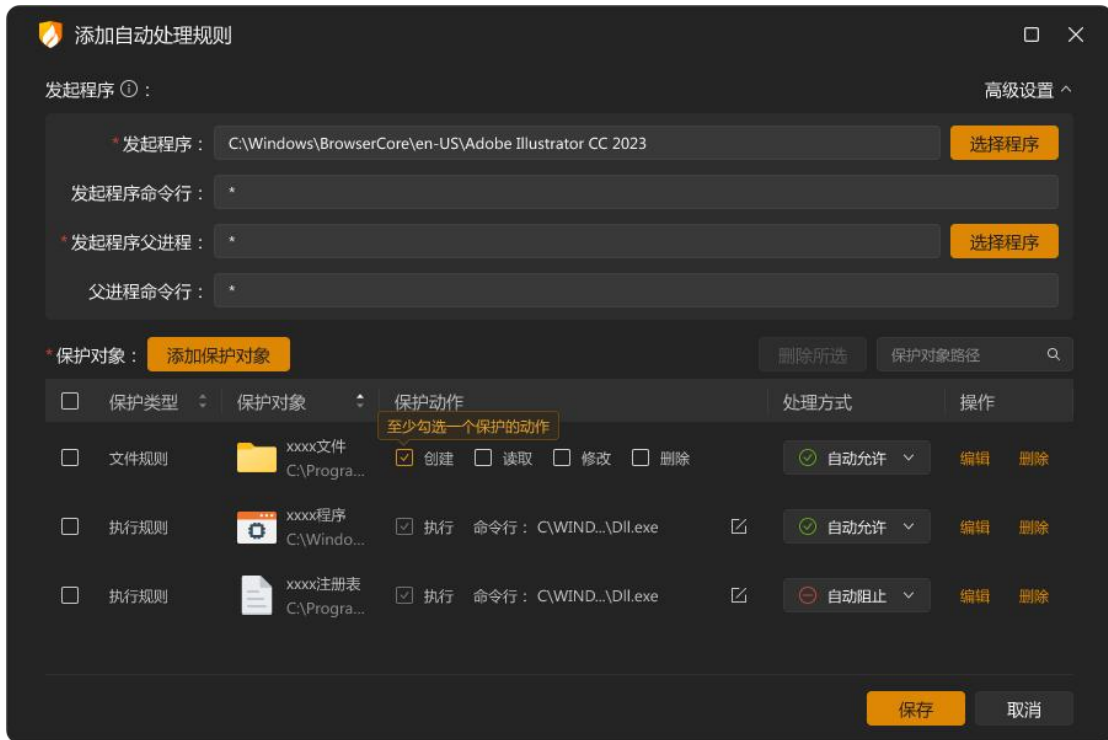 添加自动处理规则
发起程序 ⓘ： 高级设置
*发起程序： C:\Windows\BrowserCore\en-US\Adobe Illustrator CC 2023 选择程序
发起程序命令行： *
*发起程序父进程： * 选择程序
父进程命令行： *
*保护对象： 添加保护对象 删除所选 保护对象路径
保护类型 保护对象 保护动作 处理方式 操作
至少勾选一个保护的动作
文件规则 xxxx文件 创建 读取 修改 删除 自动允许 编辑 删除
C:\Progra...
执行规则 xxxx程序 执行 命令行： C\WIND...\Dll.exe 自动允许 编辑 删除
C:\Windo...
执行规则 xxxx注册表 执行 命令行： C\WIND...\Dll.exe 自动阻止 编辑 删除
C:\Progra...
保存 取消